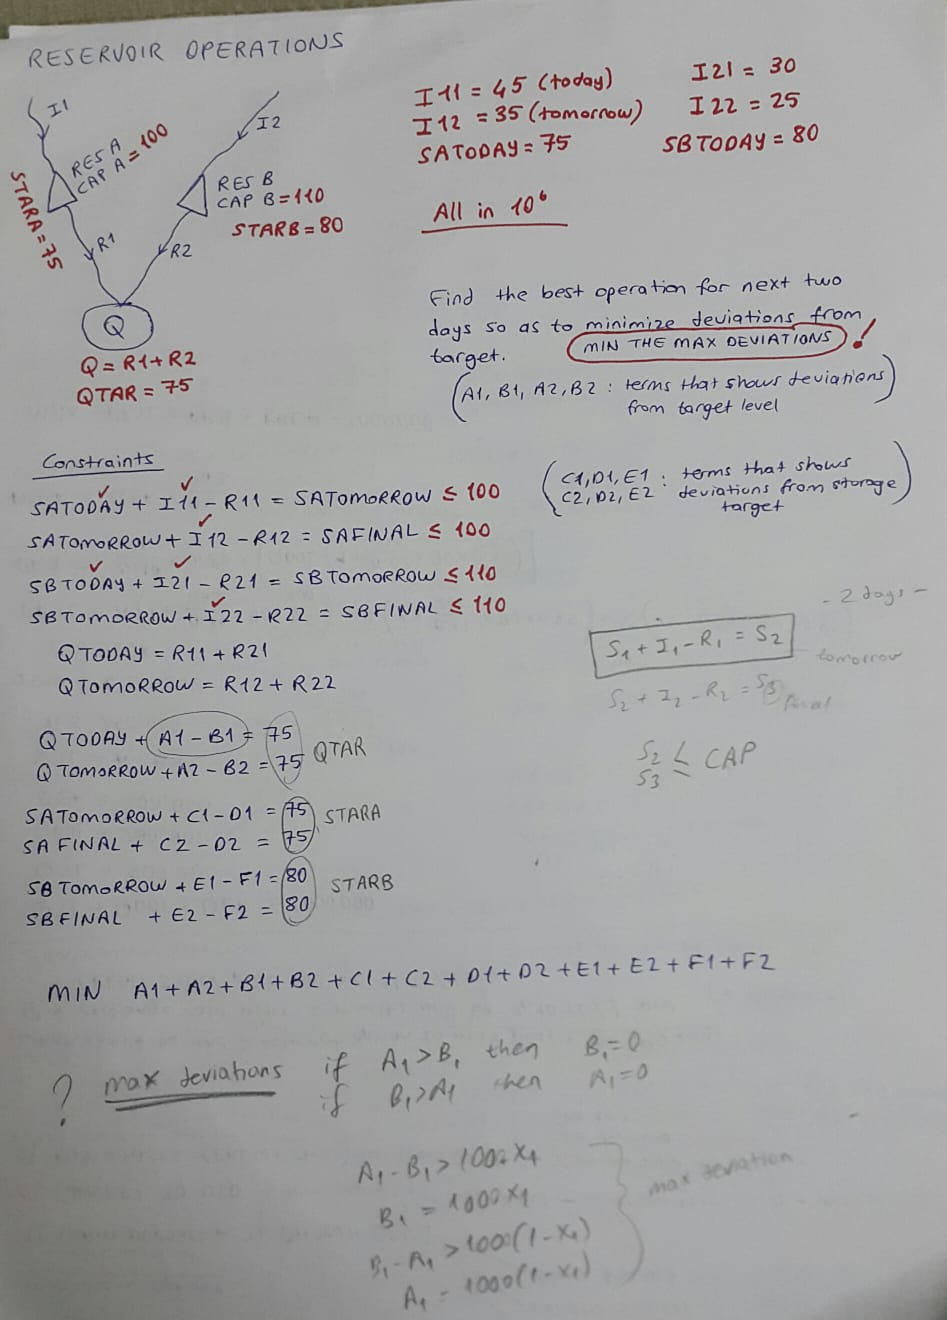 RESERVOIR OPERATIONS
I1
RES A
CAP A=100
STARA=75
R1
I2
RES B
CAP B=110
STARB=80
R2
Q
Q=R1+R2
QTAR=75
I11=45 (today)
I12=35 (tomorrow)
SATODAY=75
I21=30
I22=25
SBTODAY=80
All in 10⁶
Find the best operation for next two
days so as to minimize deviations from
target.
MIN THE MAX DEVIATIONS !
(A1, B1, A2, B2 : terms that shows deviations
from target level)
Constraints
SATODAY + I11 - R11 = SATOMORROW ≤ 100
SATOMORROW + I12 - R12 = SAFINAL ≤ 100
SBTODAY + I21 - R21 = SBTOMORROW ≤ 110
SBTOMORROW + I22 - R22 = SBFINAL ≤ 110
(C1, D1, E1 : terms that shows
C2, D2, E2 deviations from storage
target)
QTODAY = R11 + R21
QTOMORROW = R12 + R22
QTODAY + A1 - B1 = 75
QTOMORROW + A2 - B2 = 75
QTAR
SATOMORROW + C1 - D1 = 75
SAFINAL + C2 - D2 = 75
STARA
SBTOMORROW + E1 - F1 = 80
SBFINAL + E2 - F2 = 80
STARB
- 2 days -
S₁ + I₁ - R₁ = S₂
tomorrow
S₂ + I₂ - R₂ = S₃
final
S₂
S₃ ≤ CAP
MIN A1 + A2 + B1 + B2 + C1 + C2 + D1 + D2 + E1 + E2 + F1 + F2
? max deviations
if A₁ > B₁ then B₁ = 0
if B₁ > A₁ then A₁ = 0
A₁ - B₁ > 1000 X₁
B₁ = 1000 X₁
B₁ - A₁ > 1000 (1 - X₁)
A₁ = 1000 (1 - X₁)
max deviation